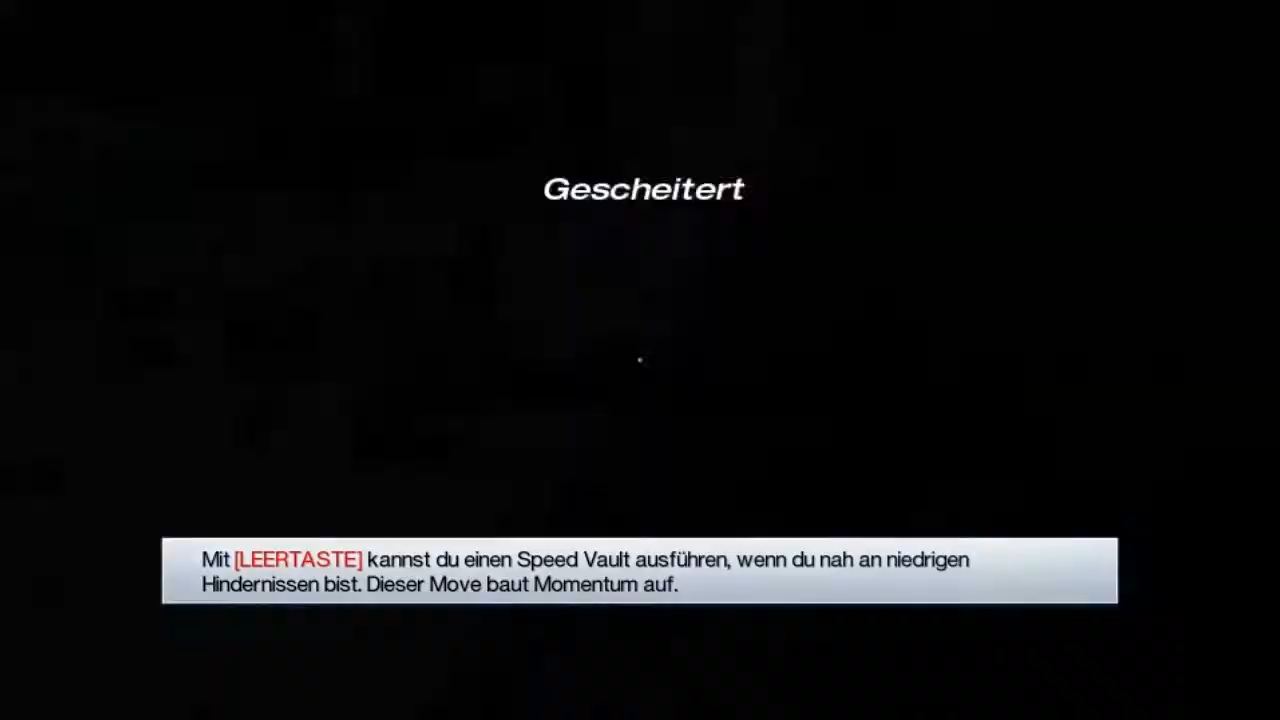 Gescheitert
Mit [LEERTASTE] kannst du einen Speed Vault ausführen, wenn du nah an niedrigen
Hindernissen bist. Dieser Move baut Momentum auf.